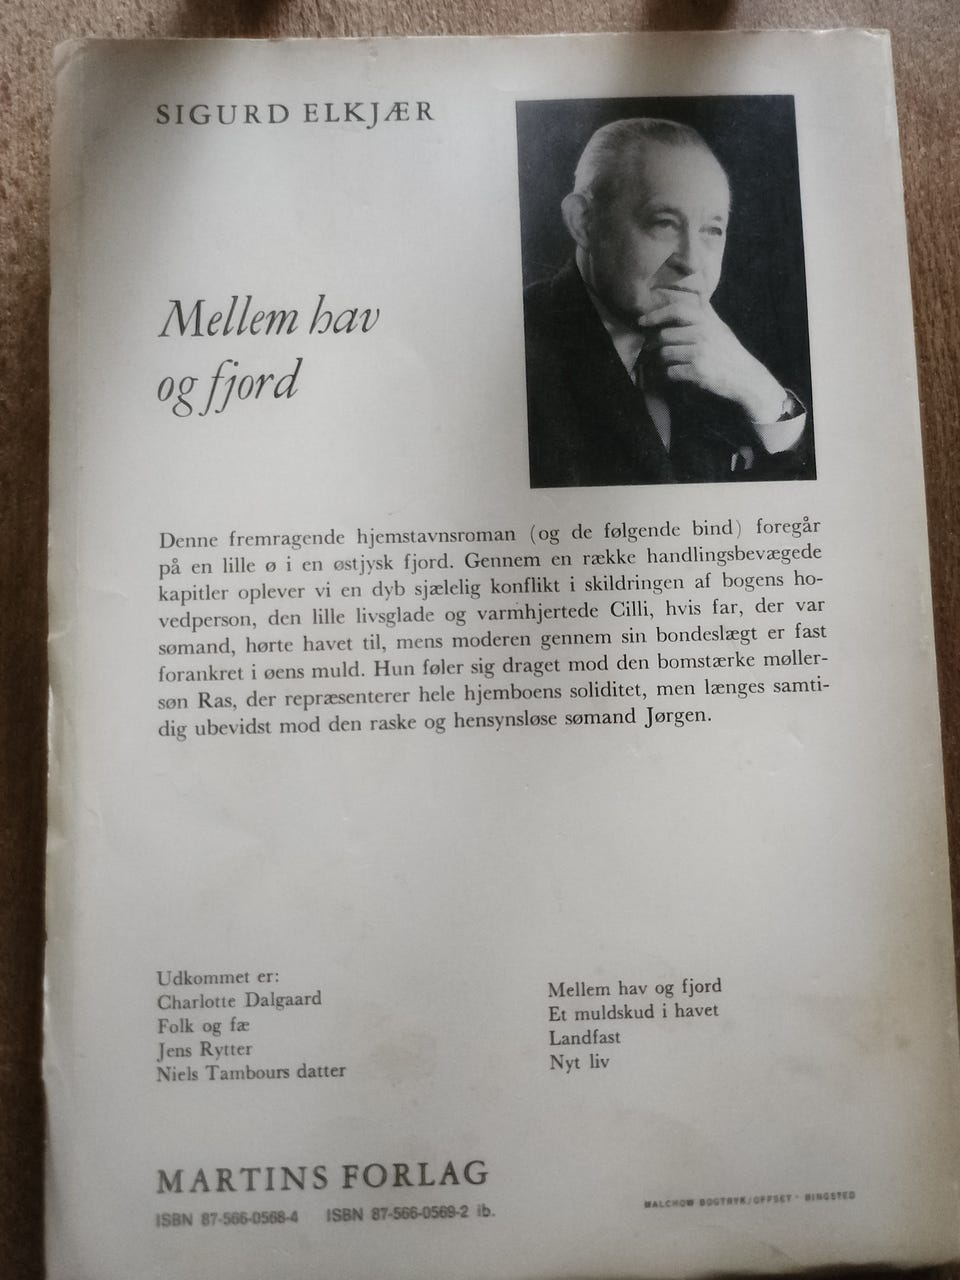 SIGURD ELKJÆR
Mellem hav
og fjord
Denne fremragende hjemstavnsroman (og de følgende bind) foregår
på en lille ø i en østjysk fjord. Gennem en række handlingsbevægede
kapitler oplever vi en dyb sjælelig konflikt i skildringen af bogens ho-
vedperson, den lille livsglade og varmhjertede Cilli, hvis far, der var
sømand, hørte havet til, mens moderen gennem sin bondeslægt er fast
forankret i øens muld. Hun føler sig draget mod den bomstærke møller-
søn Ras, der repræsenterer hele hjemboens soliditet, men længes samti-
dig ubevidst mod den raske og hensynsløse sømand Jørgen.
Udkommet er:
Charlotte Dalgaard
Folk og fæ
Jens Rytter
Niels Tambours datter
Mellem hav og fjord
Et muldskud i havet
Landfast
Nyt liv
MARTINS FORLAG
ISBN 87-566-0568-4 ISBN 87-566-0569-2 ib.
MALCHOW BOGTRYK/OFFSET · RINGSTED